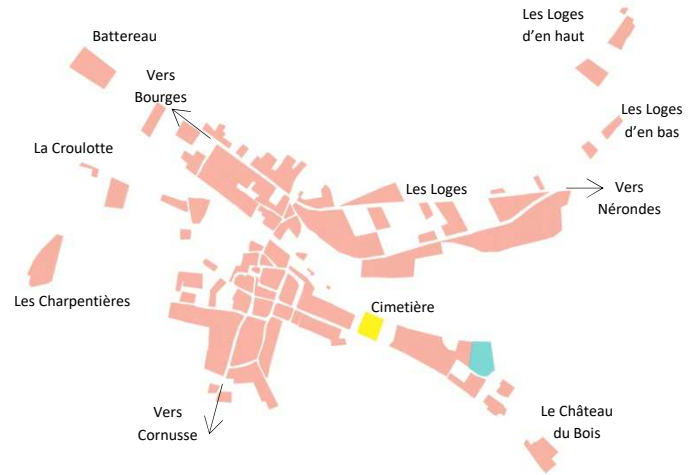 Les Loges
d'en haut
Battereau
Vers
Bourges
Les Loges
d'en bas
La Croulotte
Les Loges
Vers
Nérondes
Les Charpentières
Cimetière
Vers
Cornusse
Le Château
du Bois